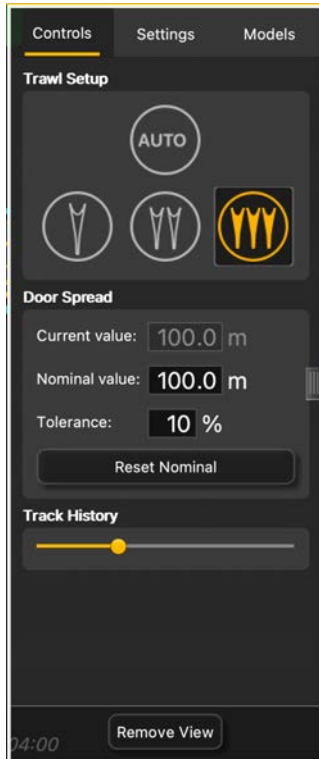 Controls Settings Models
Trawl Setup
AUTO
Door Spread
Current value: 100.0 m
Nominal value: 100.0 m
Tolerance: 10 %
Reset Nominal
Track History
Remove View
04:00